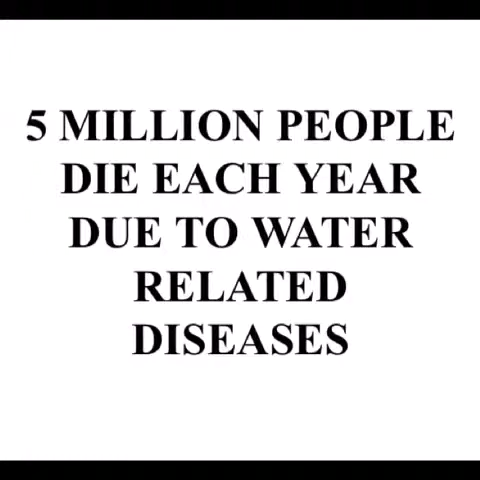 5 MILLION PEOPLE
DIE EACH YEAR
DUE TO WATER
RELATED
DISEASES